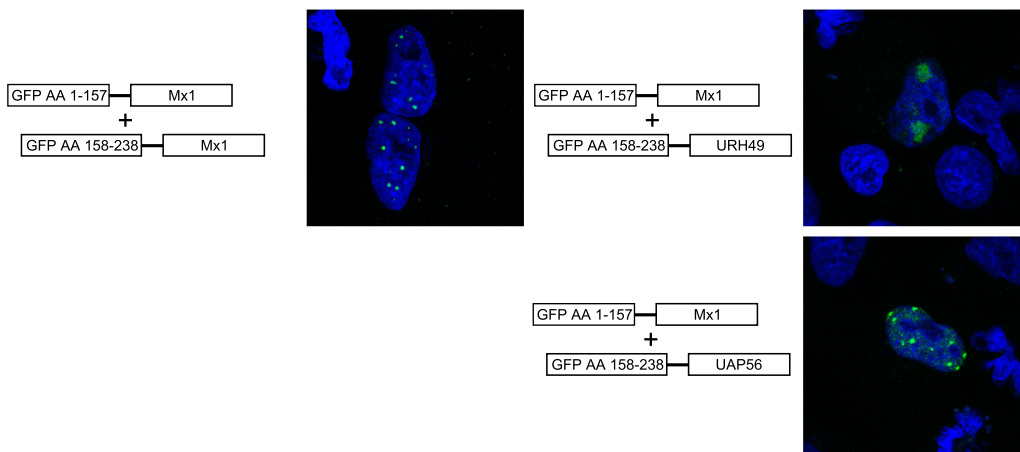 GFP AA 1-157 Mx1
+
GFP AA 158-238 Mx1
GFP AA 1-157 Mx1
+
GFP AA 158-238 URH49
GFP AA 1-157 Mx1
+
GFP AA 158-238 UAP56